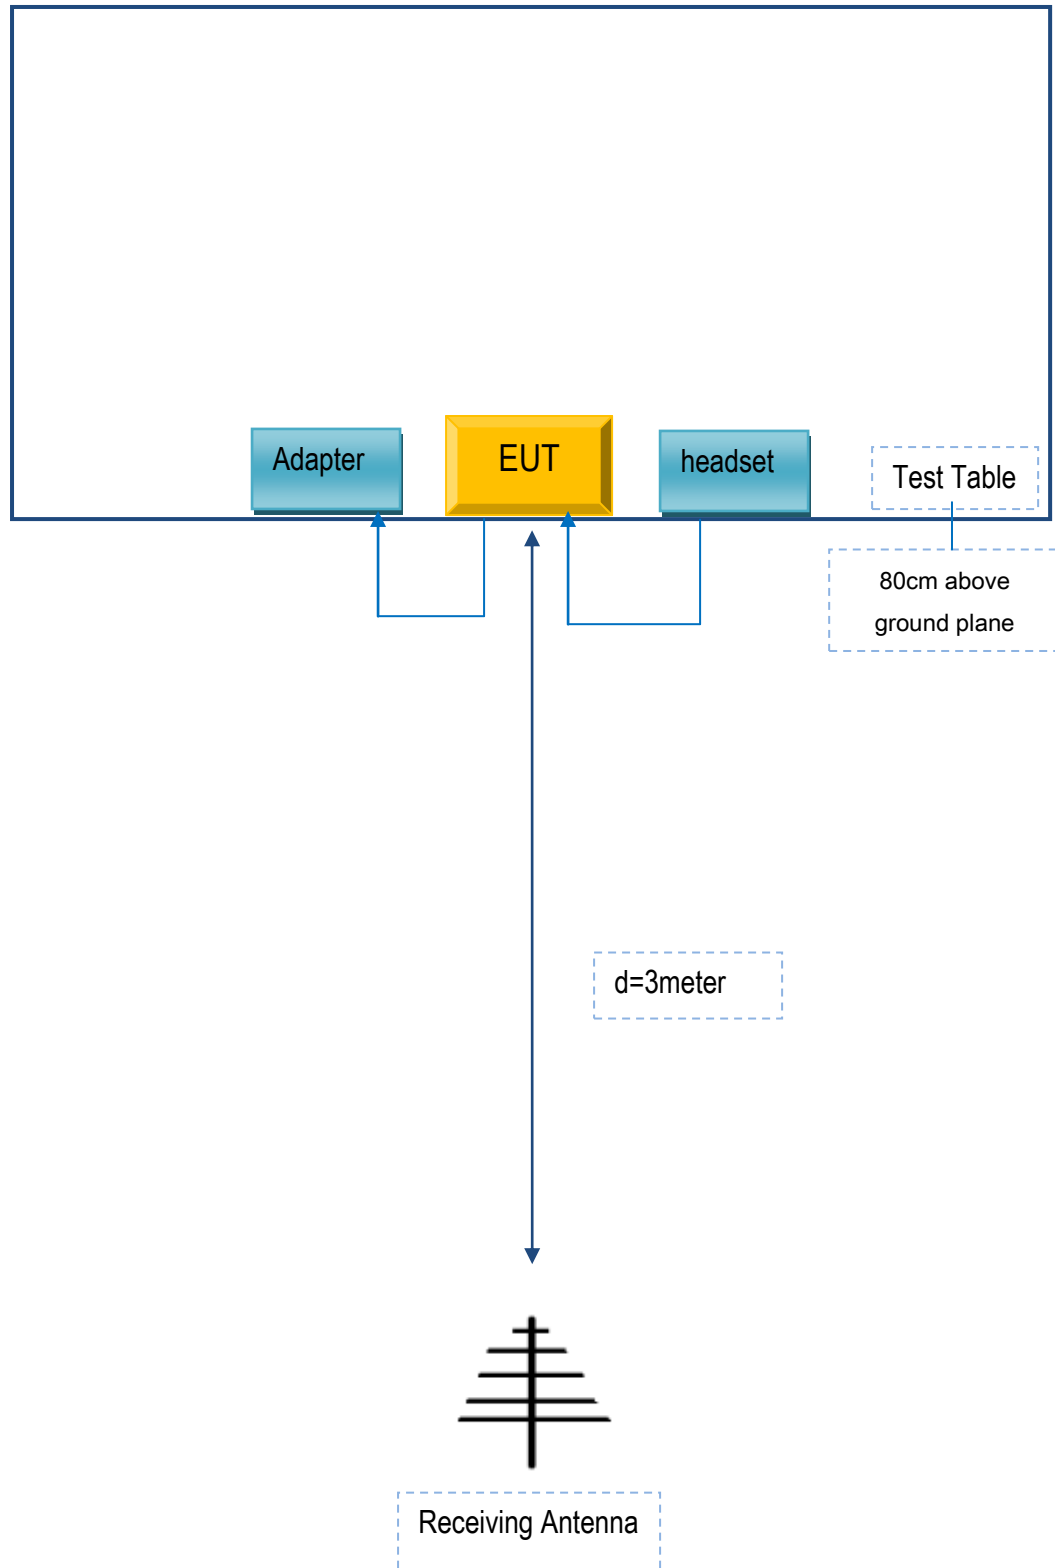 Adapter
EUT
headset
Test Table
80cm above
ground plane
d=3meter
Receiving Antenna